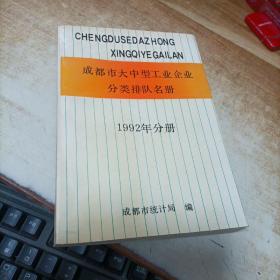 CHENGDUSEDAZHONG
XINGQIYEGAILAN
成都市大中型工业企业
分类排队名册
1992年分册
成都市统计局 编